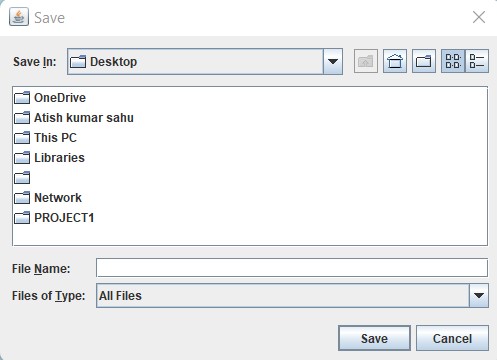 Save
Save In: Desktop
OneDrive
Atish kumar sahu
This PC
Libraries
Network
PROJECT1
File Name:
Files of Type: All Files
Save Cancel